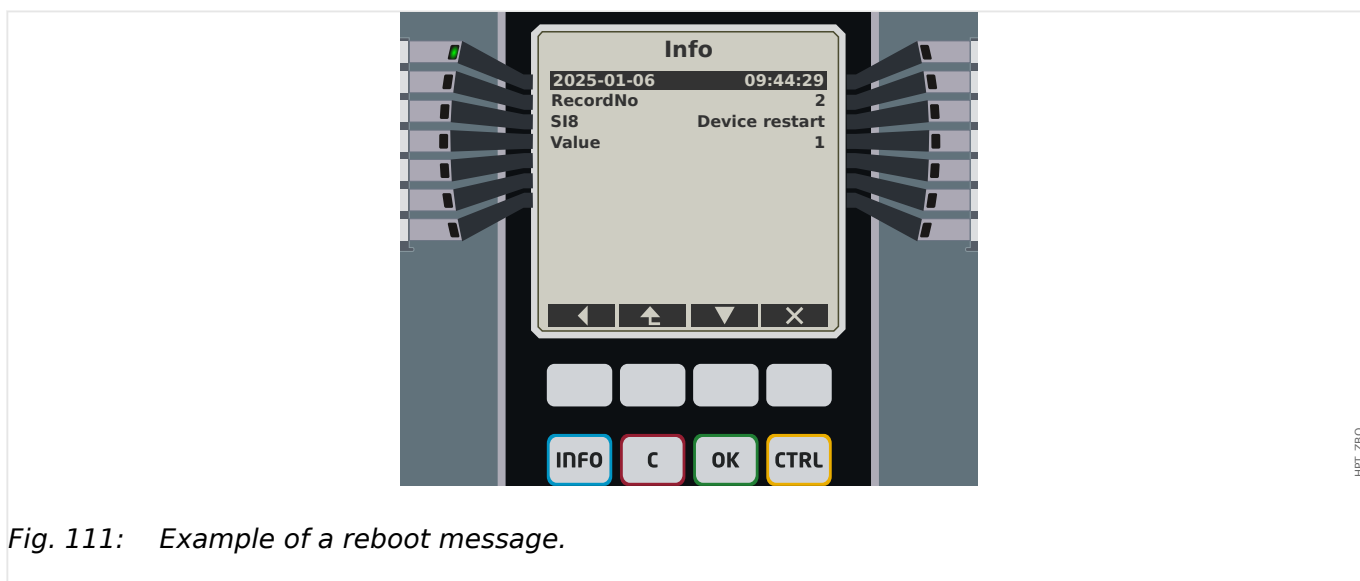 Info
2025-01-06 09:44:29
RecordNo 2
SI8 Device restart
Value 1
INFO C OK CTRL
HPT_ZBQ
Fig. 111: Example of a reboot message.